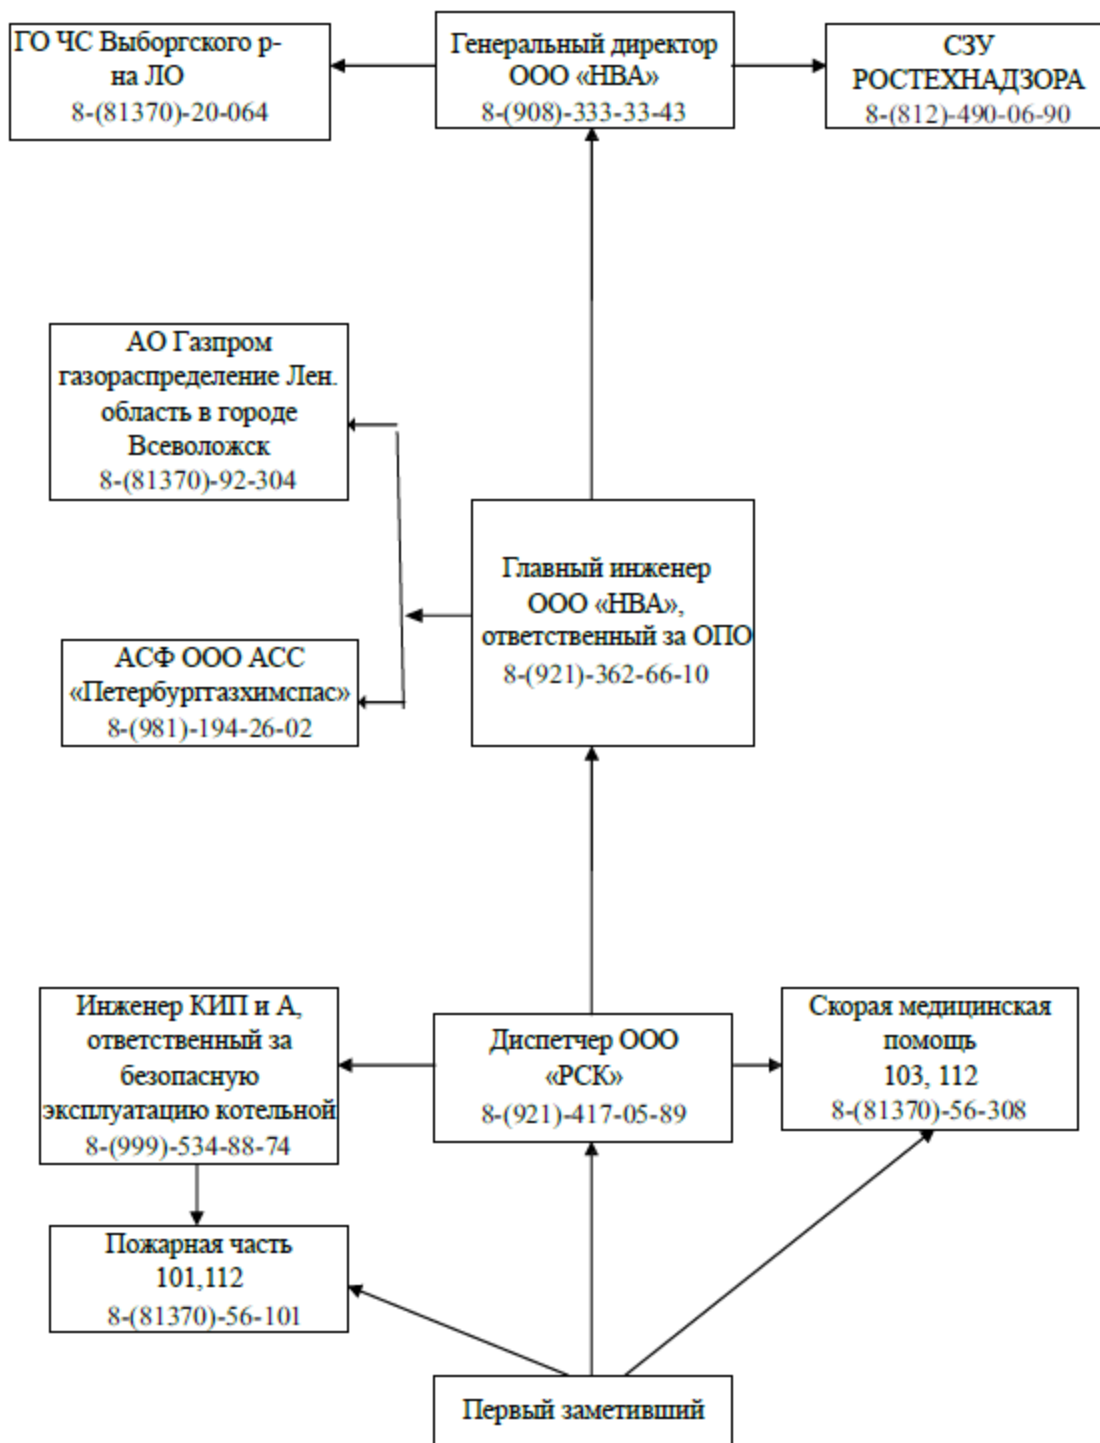 ГО ЧС Выборгского р-
на ЛО
8-(81370)-20-064
Генеральный директор
ООО «НВА»
8-(908)-333-33-43
СЗУ
РОСТЕХНАДЗОРА
8-(812)-490-06-90
АО Газпром
газораспределение Лен.
область в городе
Всеволожск
8-(81370)-92-304
Главный инженер
ООО «НВА»,
ответственный за ОПО
8-(921)-362-66-10
АСФ ООО АСС
«Петербурггазхимспас»
8-(981)-194-26-02
Инженер КИП и А,
ответственный за
безопасную
эксплуатацию котельной
8-(999)-534-88-74
Диспетчер ООО
«РСК»
8-(921)-417-05-89
Скорая медицинская
помощь
103, 112
8-(81370)-56-308
Пожарная часть
101,112
8-(81370)-56-101
Первый заметивший